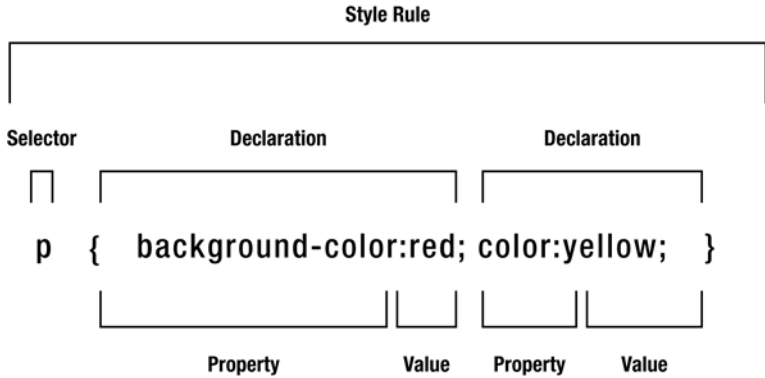 Style Rule
Selector Declaration Declaration
p { background-color:red; color:yellow; }
Property Value Property Value